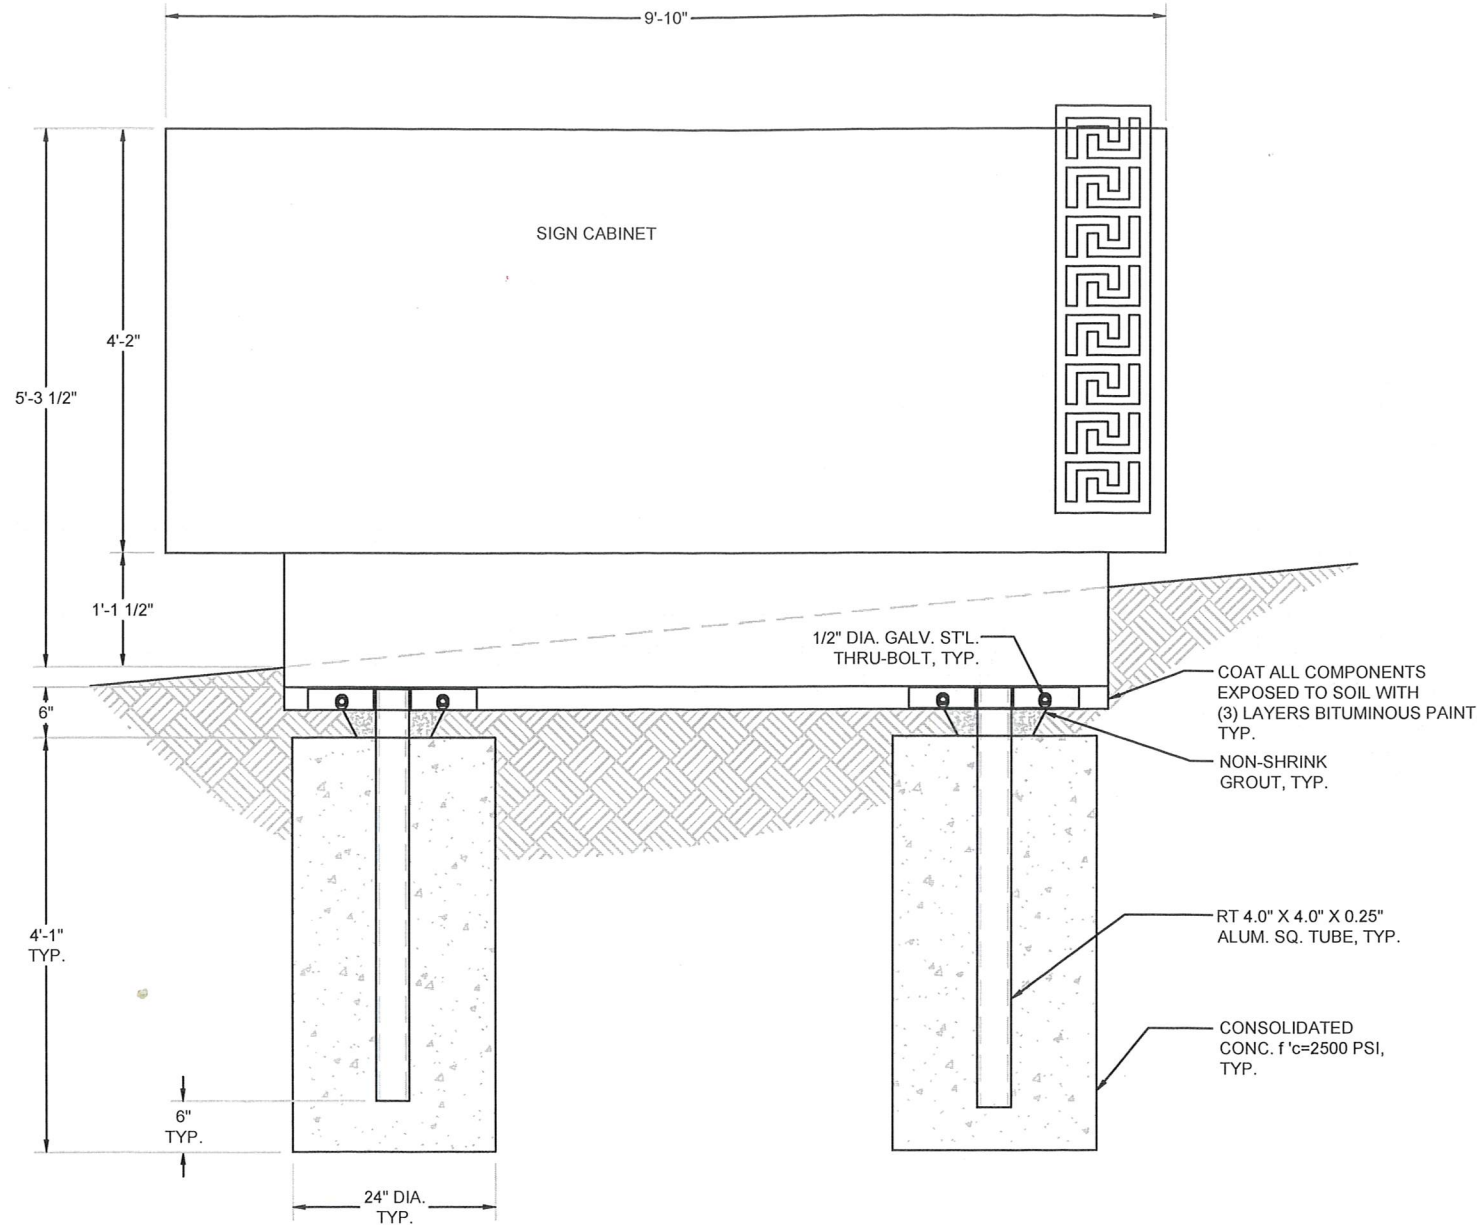 9'-10"
SIGN CABINET
4'-2"
5'-3 1/2"
1'-1 1/2"
1/2" DIA. GALV. ST'L.
THRU-BOLT, TYP.
COAT ALL COMPONENTS
EXPOSED TO SOIL WITH
(3) LAYERS BITUMINOUS PAINT
TYP.
6"
NON-SHRINK
GROUT, TYP.
4'-1"
TYP.
RT 4.0" X 4.0" X 0.25"
ALUM. SQ. TUBE, TYP.
CONSOLIDATED
CONC. f 'c=2500 PSI,
TYP.
6"
TYP.
24" DIA.
TYP.